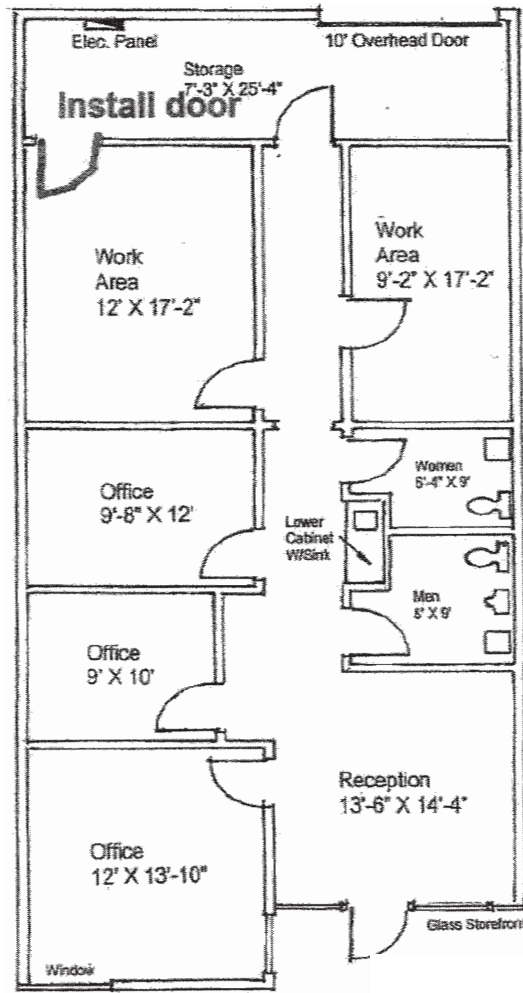 Elec. Panel
10' Overhead Door
Storage
7'-3" X 25'-4"
Install door
Work
Area
12' X 17'-2"
Work
Area
9'-2" X 17'-2"
Office
9'-8" X 12'
Women
6'-4" X 9'
Lower
Cabinet
W/Sink
Men
8' X 9'
Office
9' X 10'
Reception
13'-6" X 14'-4"
Office
12' X 13'-10"
Glass Storefront
Window